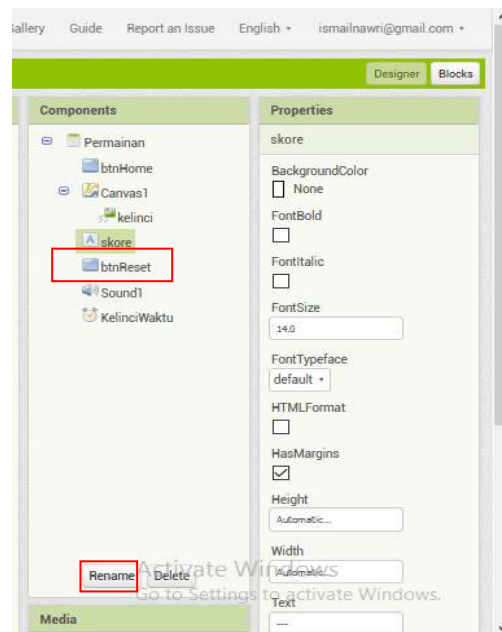 allery Guide Report an Issue English ismailnawri@gmail.com
Designer Blocks
Components
Permainan
btnHome
Canvas1
kelinci
A skore
btnReset
Sound1
KelinciWaktu
Rename Delete
Media
Properties
skore
BackgroundColor
None
FontBold
FontItalic
FontSize
14.0
FontTypeface
default
HTMLFormat
HasMargins
Height
Automatic...
Width
Automatic...
Text
---
Activate Windows
Go to Settings to activate Windows.